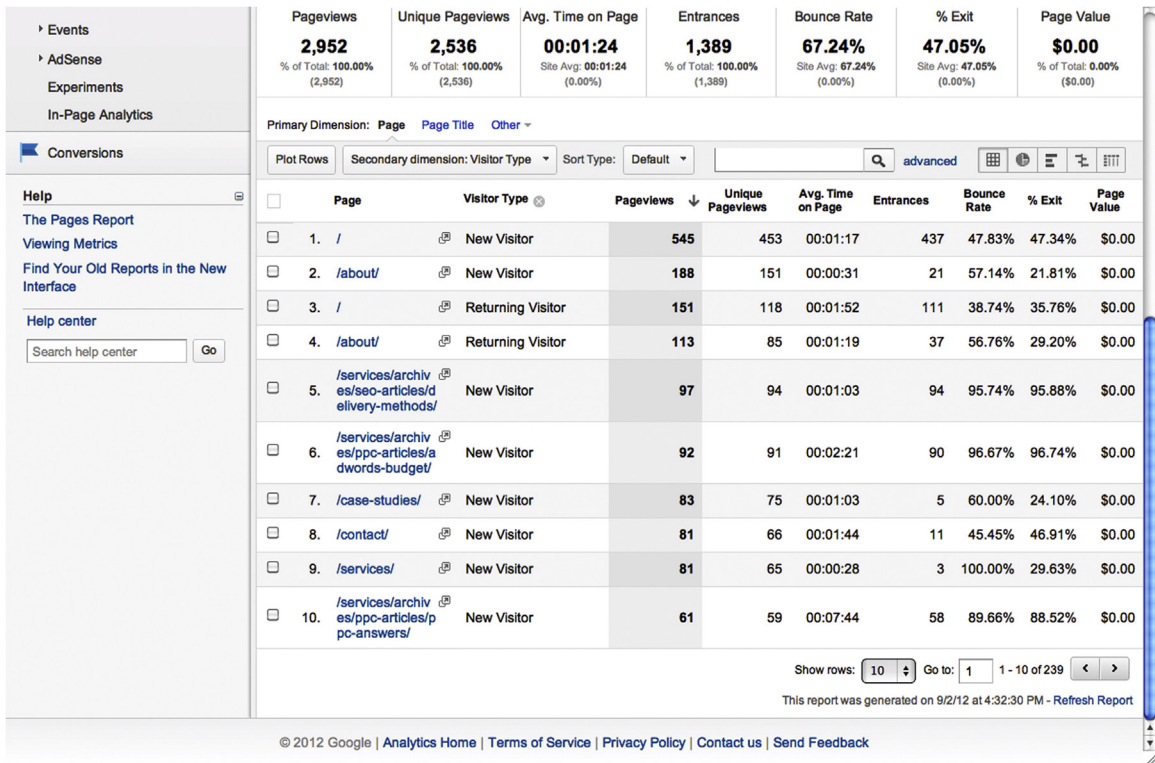 Events
AdSense
Experiments
In-Page Analytics
Conversions
Help
The Pages Report
Viewing Metrics
Find Your Old Reports in the New
Interface
Help center
Search help center Go
Pageviews Unique Pageviews Avg. Time on Page Entrances Bounce Rate % Exit Page Value
2,952 2,536 00:01:24 1,389 67.24% 47.05% $0.00
% of Total: 100.00% % of Total: 100.00% Site Avg: 00:01:24 % of Total: 100.00% Site Avg: 67.24% Site Avg: 47.05% % of Total: 0.00%
(2,952) (2,536) (0.00%) (1,389) (0.00%) (0.00%) ($0.00)
Primary Dimension: Page Page Title Other
Plot Rows Secondary dimension: Visitor Type Sort Type: Default advanced
Page Visitor Type Pageviews Unique Pageviews Avg. Time on Page Entrances Bounce Rate % Exit Page Value
1. / New Visitor 545 453 00:01:17 437 47.83% 47.34% $0.00
2. /about/ New Visitor 188 151 00:00:31 21 57.14% 21.81% $0.00
3. / Returning Visitor 151 118 00:01:52 111 38.74% 35.76% $0.00
4. /about/ Returning Visitor 113 85 00:01:19 37 56.76% 29.20% $0.00
/services/archiv
5. es/seo-articles/d New Visitor 97 94 00:01:03 94 95.74% 95.88% $0.00
elivery-methods/
/services/archiv
6. es/ppc-articles/a New Visitor 92 91 00:02:21 90 96.67% 96.74% $0.00
dwords-budget/
7. /case-studies/ New Visitor 83 75 00:01:03 5 60.00% 24.10% $0.00
8. /contact/ New Visitor 81 66 00:01:44 11 45.45% 46.91% $0.00
9. /services/ New Visitor 81 65 00:00:28 3 100.00% 29.63% $0.00
/services/archiv
10. es/ppc-articles/p New Visitor 61 59 00:07:44 58 89.66% 88.52% $0.00
pc-answers/
Show rows: 10 Go to: 1 1 - 10 of 239
This report was generated on 9/2/12 at 4:32:30 PM - Refresh Report
© 2012 Google | Analytics Home | Terms of Service | Privacy Policy | Contact us | Send Feedback